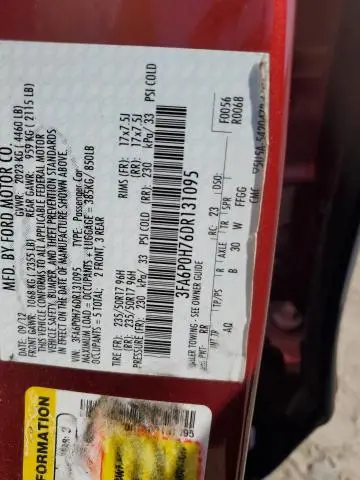 MFD. BY FORD MOTOR CO.
DATE: 09/12 GVWR: 2023 KG ( 4460 LB)
FRONT GAWR: 1068 KG ( 2355 LB) REAR GAWR: 959 KG ( 2115 LB)
THIS VEHICLE CONFORMS TO ALL APPLICABLE FEDERAL MOTOR
VEHICLE SAFETY, BUMPER, AND THEFT PREVENTION STANDARDS
IN EFFECT ON THE DATE OF MANUFACTURE SHOWN ABOVE.
VIN: 3FA6P0H76DR131095 TYPE: Passenger Car
MAXIMUM LOAD = OCCUPANTS + LUGGAGE = 385KG / 850LB
OCCUPANTS = 5 TOTAL; 2 FRONT, 3 REAR
TIRES (FR): 235/50R17 96H RIMS (FR): 17x7.5J
(RR): 235/50R17 96H (RR): 17x7.5J
PRESSURE (FR): 230 kPa/ 33 PSI COLD
(RR): 230 kPa/ 33 PSI COLD
3FA6P0H76DR131095
F0056
F0068
TRAILER TOWING - SEE OWNER GUIDE
EXT PNT: RR RC: 23 DSO:
INT TR TP/PS R AXLE TR SPR
AQ B 30 W FFGG
INFORMATION